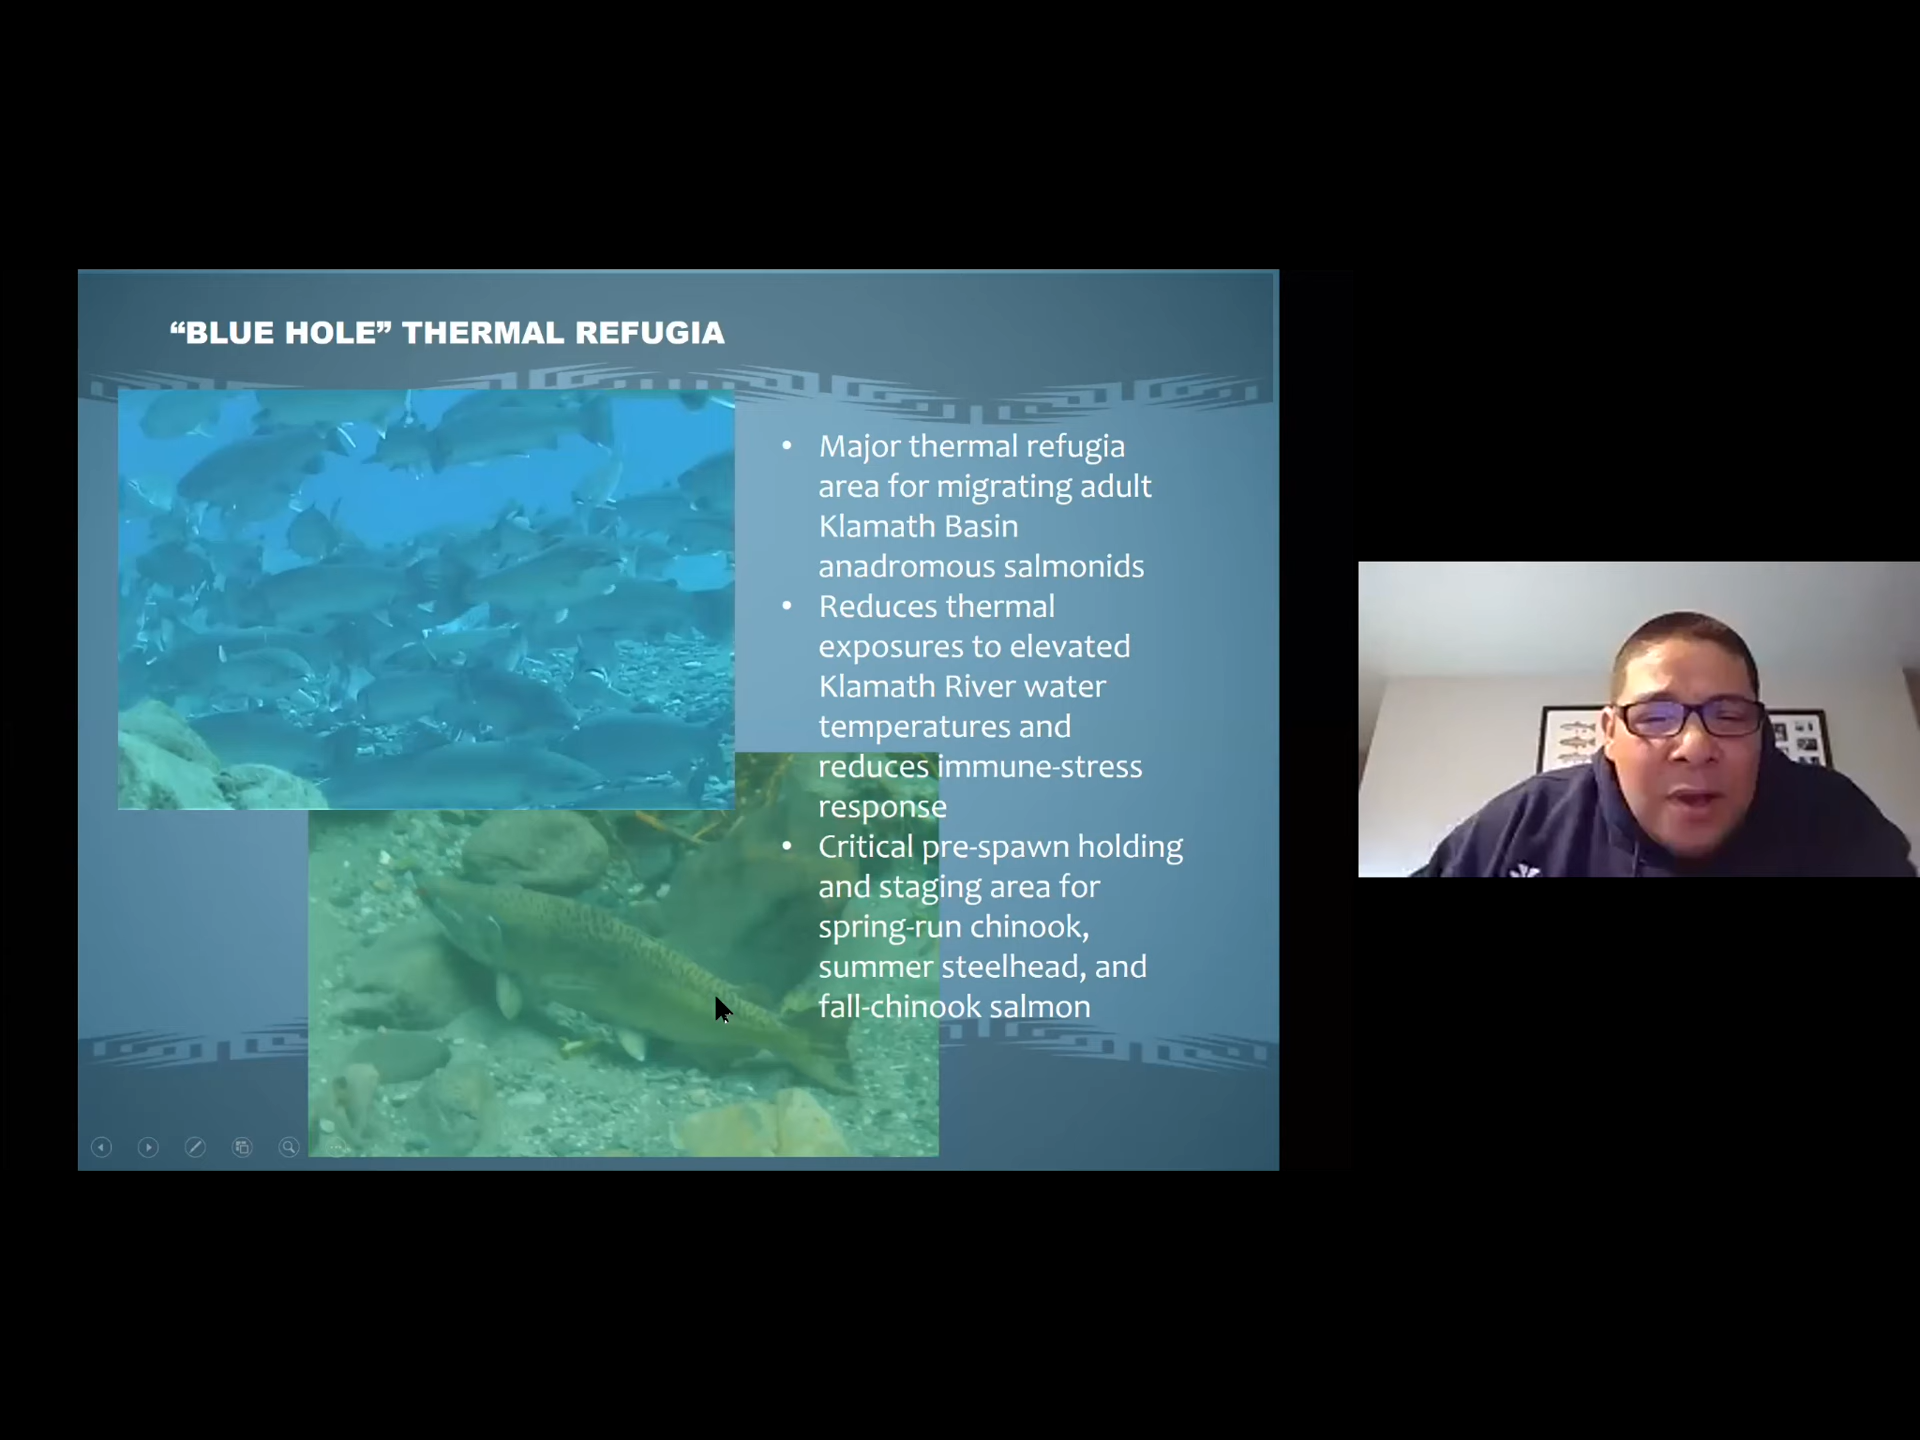 “BLUE HOLE” THERMAL REFUGIA
• Major thermal refugia
area for migrating adult
Klamath Basin
anadromous salmonids
• Reduces thermal
exposures to elevated
Klamath River water
temperatures and
reduces immune-stress
response
• Critical pre-spawn holding
and staging area for
spring-run chinook,
summer steelhead, and
fall-chinook salmon